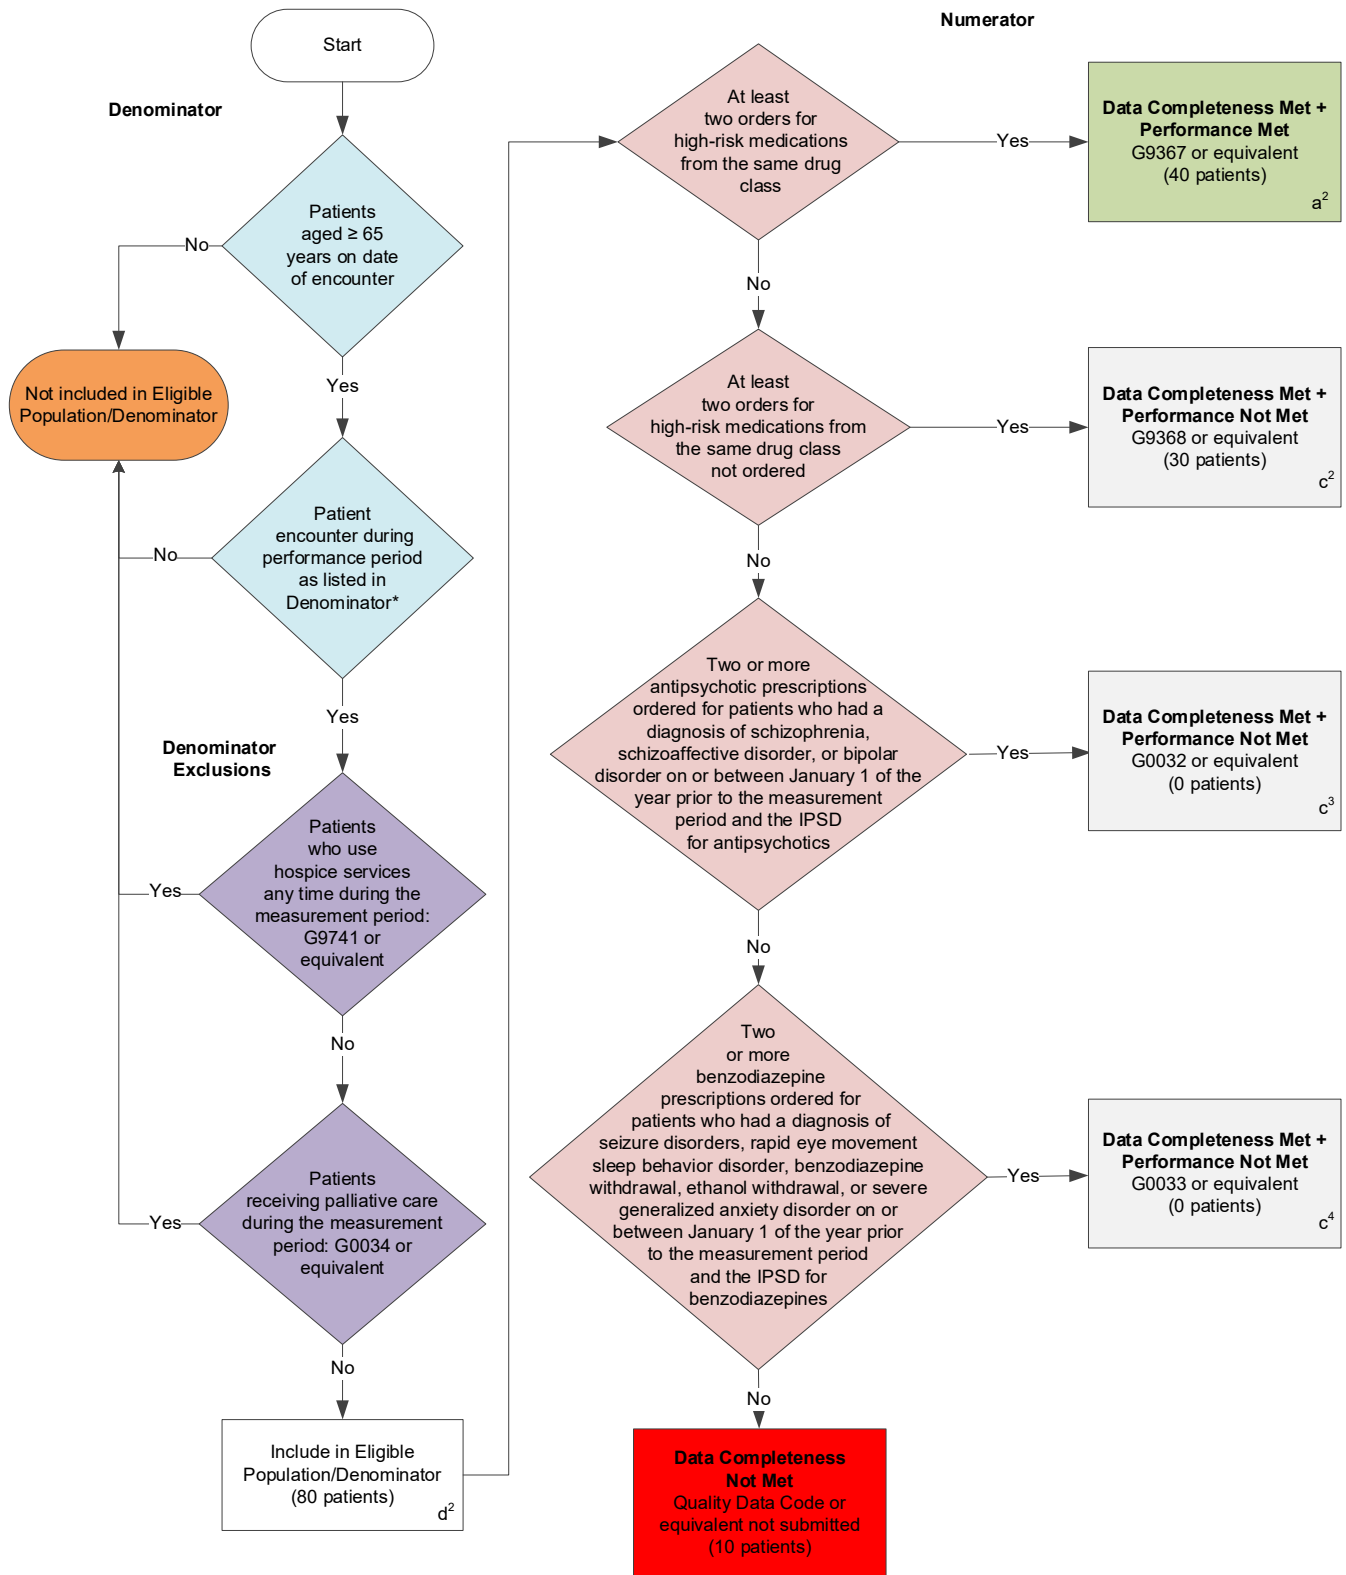 Numerator
Start
Denominator
Patients
aged ≥ 65
years on date
of encounter
No
Yes
Not included in Eligible
Population/Denominator
Patient
encounter during
performance period
as listed in
Denominator*
No
Yes
Denominator
Exclusions
Patients
who use
hospice services
any time during the
measurement period:
G9741 or
equivalent
Yes
No
Patients
receiving palliative care
during the measurement
period: G0034 or
equivalent
Yes
No
Include in Eligible
Population/Denominator
(80 patients)
d²
At least
two orders for
high-risk medications
from the same drug
class
Yes
Data Completeness Met +
Performance Met
G9367 or equivalent
(40 patients)
a²
No
At least
two orders for
high-risk medications from
the same drug class
not ordered
Yes
Data Completeness Met +
Performance Not Met
G9368 or equivalent
(30 patients)
c²
No
Two or more
antipsychotic prescriptions
ordered for patients who had a
diagnosis of schizophrenia,
schizoaffective disorder, or bipolar
disorder on or between January 1 of the
year prior to the measurement
period and the IPSD
for antipsychotics
Yes
Data Completeness Met +
Performance Not Met
G0032 or equivalent
(0 patients)
c³
No
Two
or more
benzodiazepine
prescriptions ordered for
patients who had a diagnosis of
seizure disorders, rapid eye movement
sleep behavior disorder, benzodiazepine
withdrawal, ethanol withdrawal, or severe
generalized anxiety disorder on or
between January 1 of the year prior
to the measurement period
and the IPSD for
benzodiazepines
Yes
Data Completeness Met +
Performance Not Met
G0033 or equivalent
(0 patients)
c⁴
No
Data Completeness
Not Met
Quality Data Code or
equivalent not submitted
(10 patients)